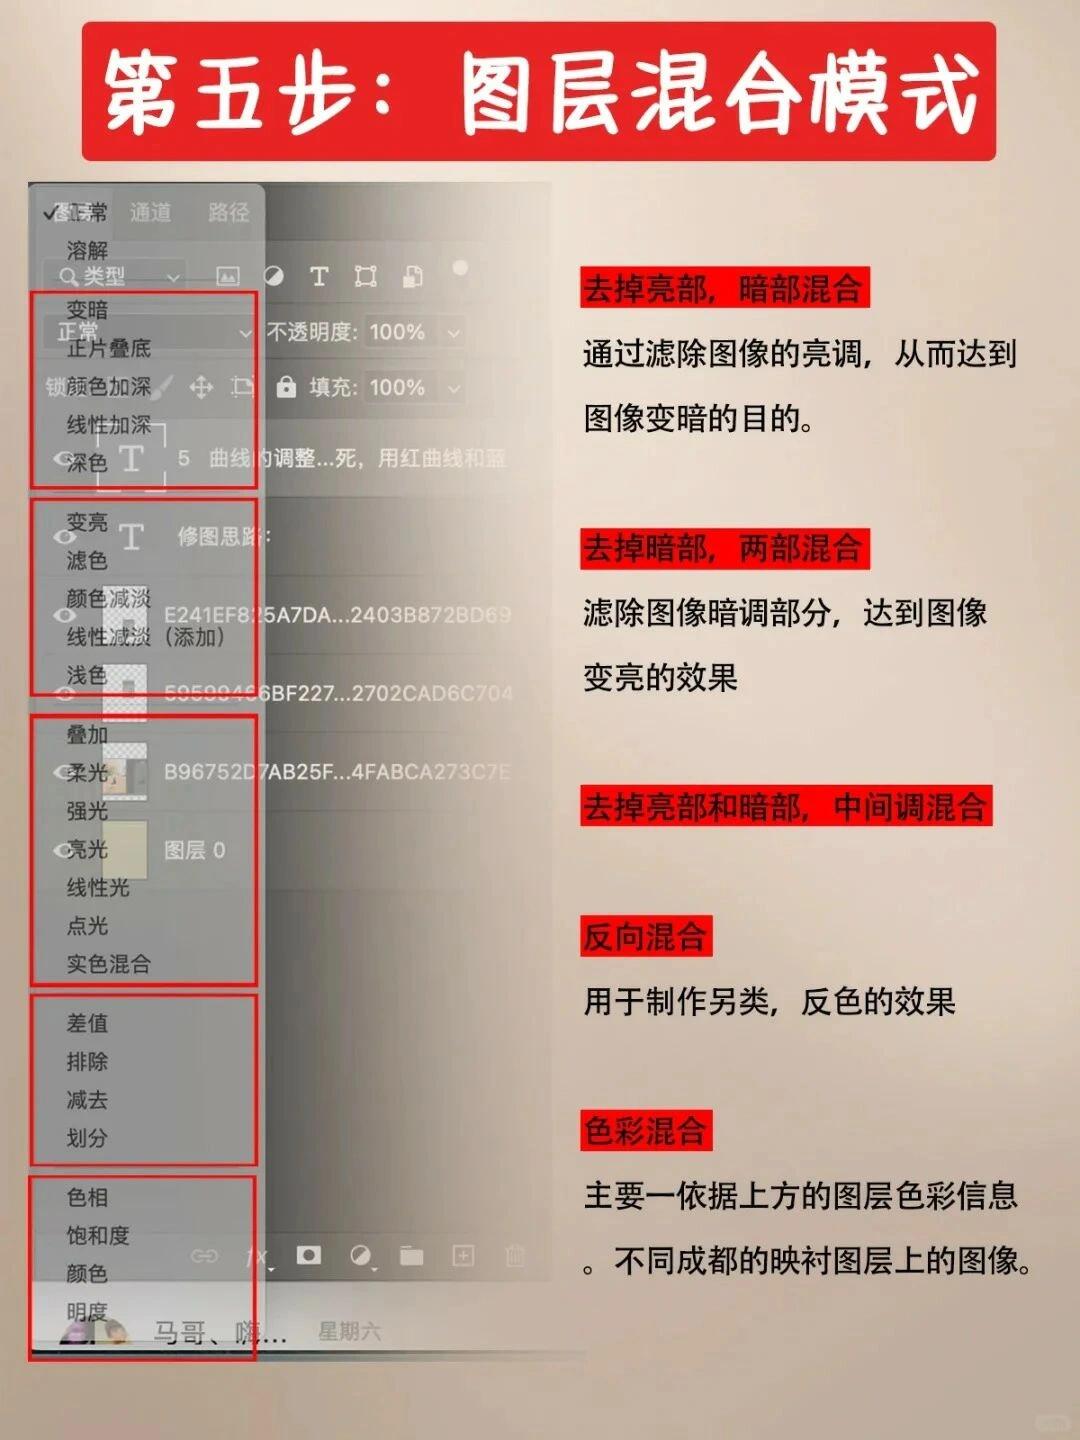 第五步：图层混合模式
正常
图层 通道 路径
溶解
类型
变暗
正常 不透明度: 100%
正片叠底
颜色加深
锁 填充: 100%
线性加深
深色
5 曲线的调整...死，用红曲线和蓝
变亮
修图思路:
滤色
颜色减淡
E241EF825A7DA...2403B872BD69
线性减淡（添加）
浅色
59599466BF227...2702CAD6C704
叠加
柔光
B96752D7AB25F...4FABCA273C7E
强光
亮光
图层 0
线性光
点光
实色混合
差值
排除
减去
划分
色相
饱和度
fx
颜色
明度
马哥、嗨... 星期六
去掉亮部，暗部混合
通过滤除图像的亮调，从而达到
图像变暗的目的。
去掉暗部，两部混合
滤除图像暗调部分，达到图像
变亮的效果
去掉亮部和暗部，中间调混合
反向混合
用于制作另类，反色的效果
色彩混合
主要一依据上方的图层色彩信息
。不同成都的映衬图层上的图像。